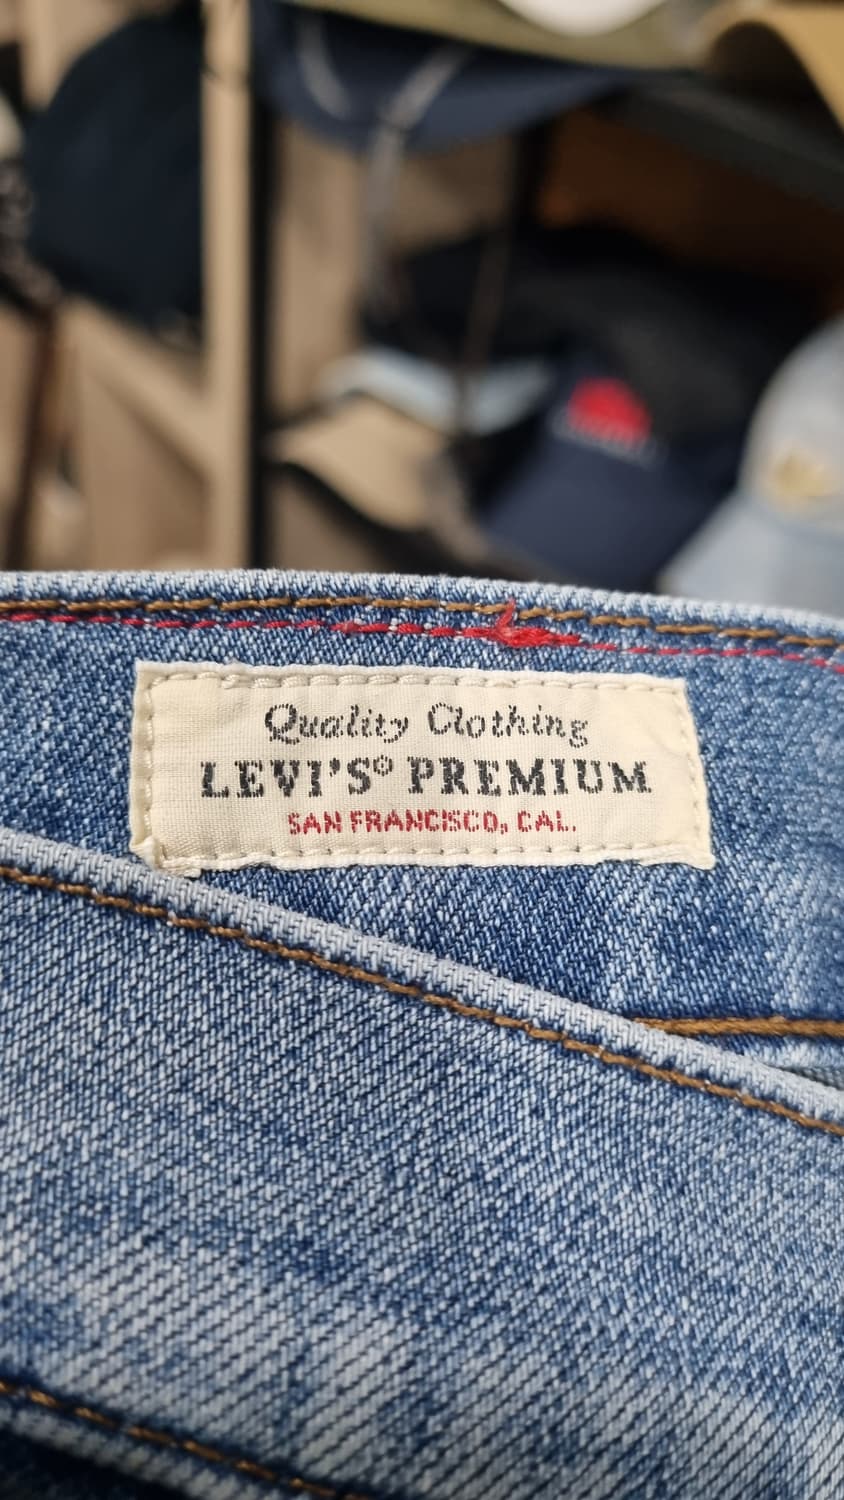 Quality Clothing
LEVI'S® PREMIUM
SAN FRANCISCO, CAL.